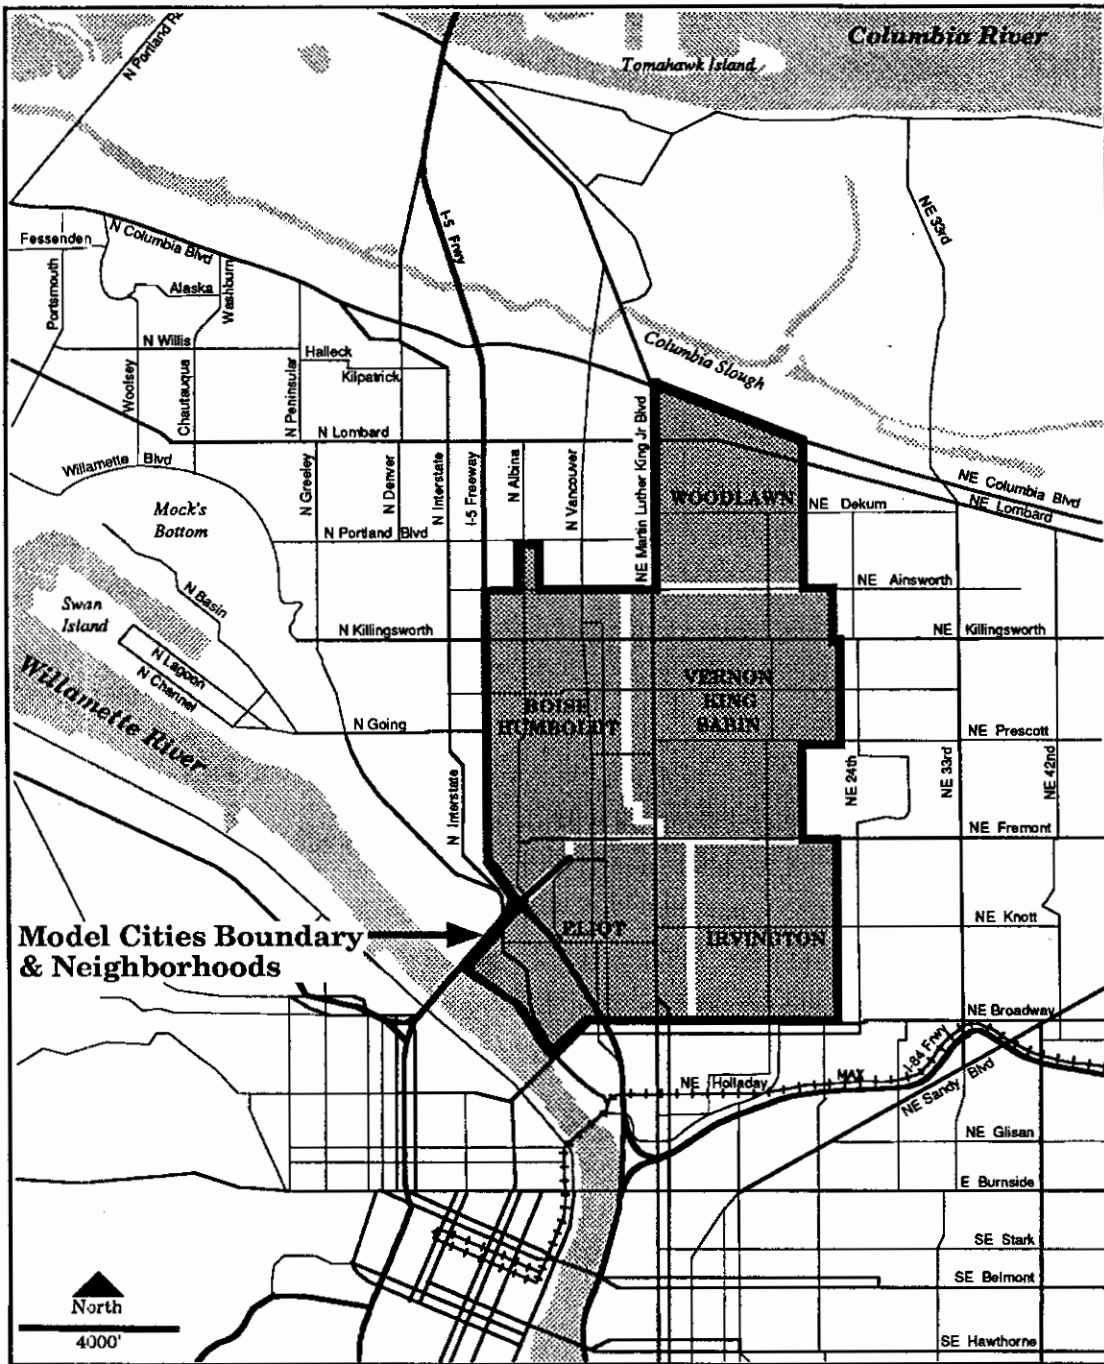 Columbia River
Tomahawk Island
N Portland Rd
I-5 Frwy
NE 33rd
Fessenden
N Columbia Blvd
Portsmouth
Alaska
Washburn
N Willis
Halleck
Kilpatrick
Woolsey
Chautauqua
N Peninsular
Columbia Slough
N Lombard
Willamette Blvd
N Greeley
N Denver
N Interstate
I-5 Freeway
N Albina
N Vancouver
NE Martin Luther King Jr Blvd
WOODLAWN
NE Columbia Blvd
NE Lombard
NE Dekum
Mock's
Bottom
N Portland Blvd
NE Ainsworth
N Basin
Swan
Island
N Killingsworth
NE Killingsworth
N Lagoon
N Channel
Willamette River
VERNON
KING
SABIN
BOISE
HUMBOLDT
N Going
NE Prescott
NE 24th
NE 33rd
NE 42nd
N Interstate
NE Fremont
Model Cities Boundary
& Neighborhoods
ELIOT
IRVINGTON
NE Knott
NE Broadway
I-84 Frwy
NE Holladay
MAX
NE Sandy Blvd
NE Glisan
E Burnside
SE Stark
SE Belmont
SE Hawthorne
North
4000'